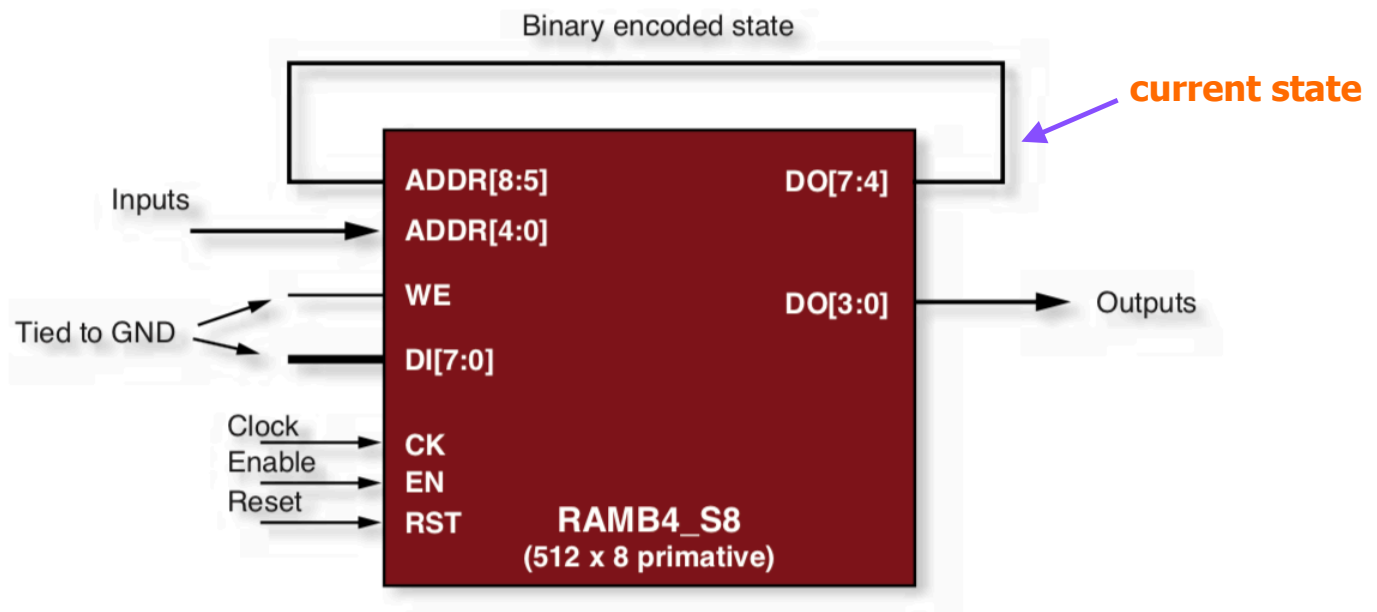 Binary encoded state
current state
ADDR[8:5]
DO[7:4]
Inputs
ADDR[4:0]
WE
DO[3:0]
Outputs
Tied to GND
DI[7:0]
Clock
CK
Enable
EN
Reset
RST
RAMB4_S8
(512 x 8 primative)